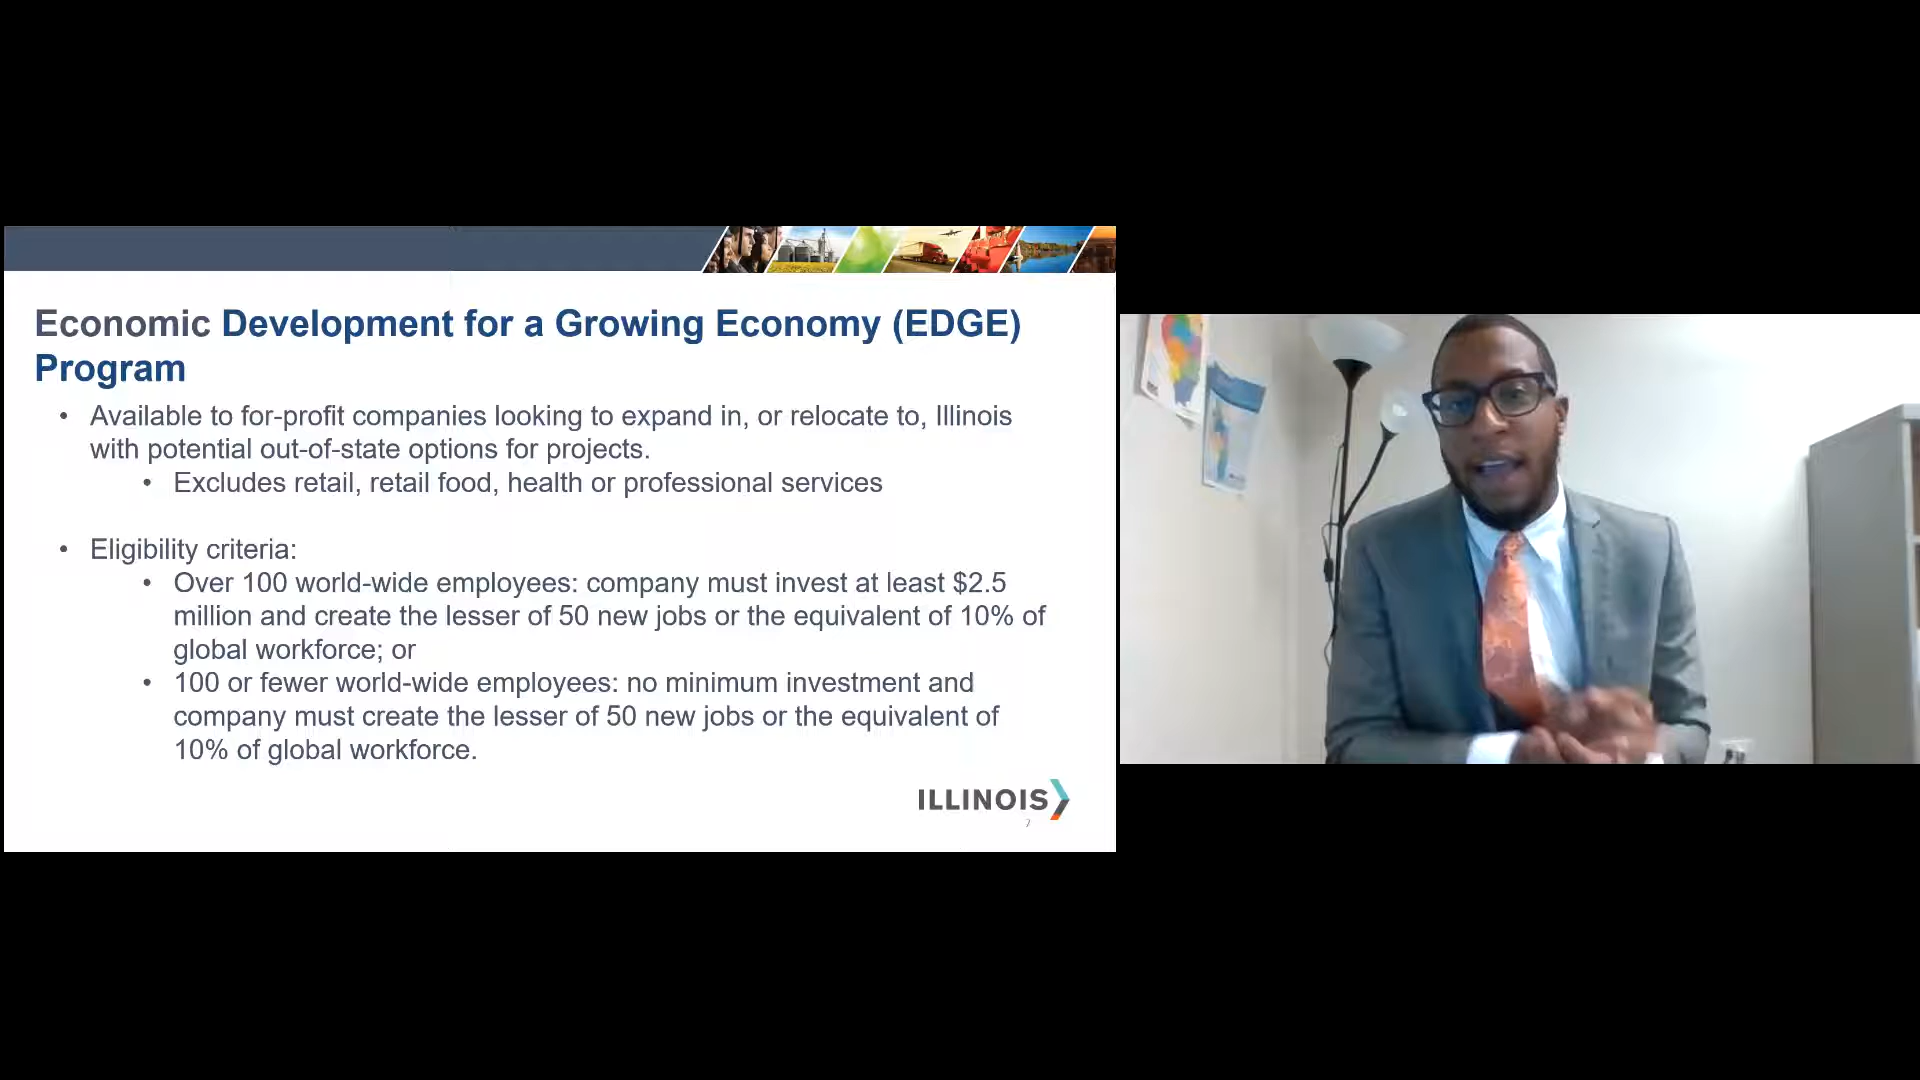 Economic Development for a Growing Economy (EDGE)
Program
• Available to for-profit companies looking to expand in, or relocate to, Illinois
with potential out-of-state options for projects.
• Excludes retail, retail food, health or professional services
• Eligibility criteria:
• Over 100 world-wide employees: company must invest at least $2.5
million and create the lesser of 50 new jobs or the equivalent of 10% of
global workforce; or
• 100 or fewer world-wide employees: no minimum investment and
company must create the lesser of 50 new jobs or the equivalent of
10% of global workforce.
ILLINOIS
7